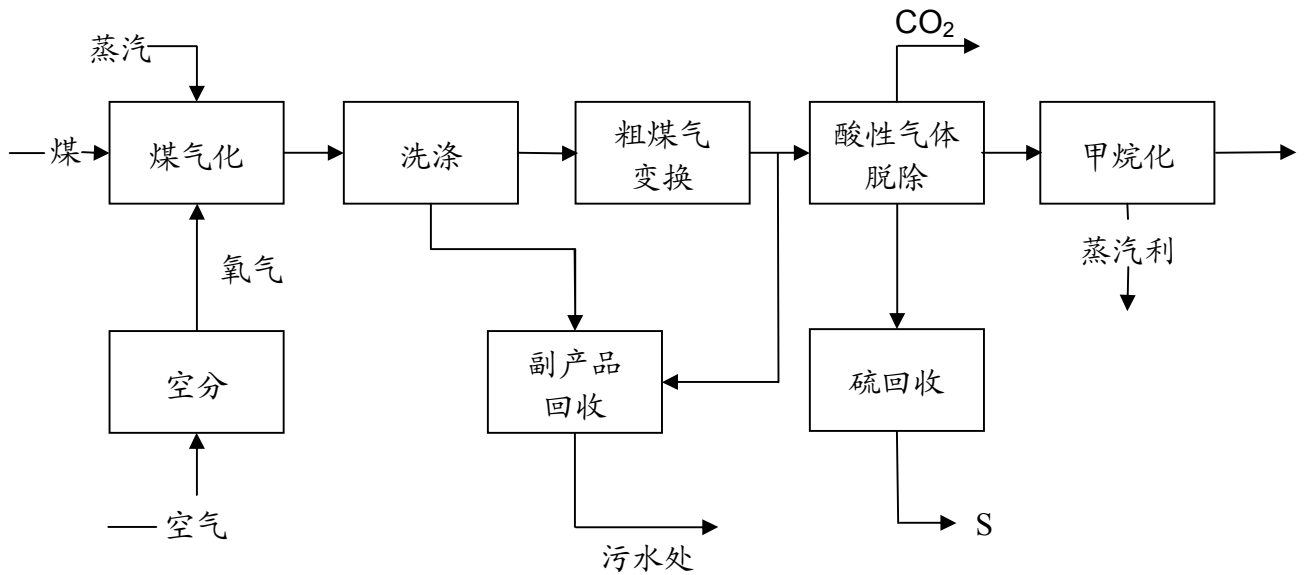 CO₂
蒸汽
煤
煤气化
洗涤
粗煤气
变换
酸性气体
脱除
甲烷化
氧气
蒸汽利
空分
副产品
回收
硫回收
空气
污水处
S